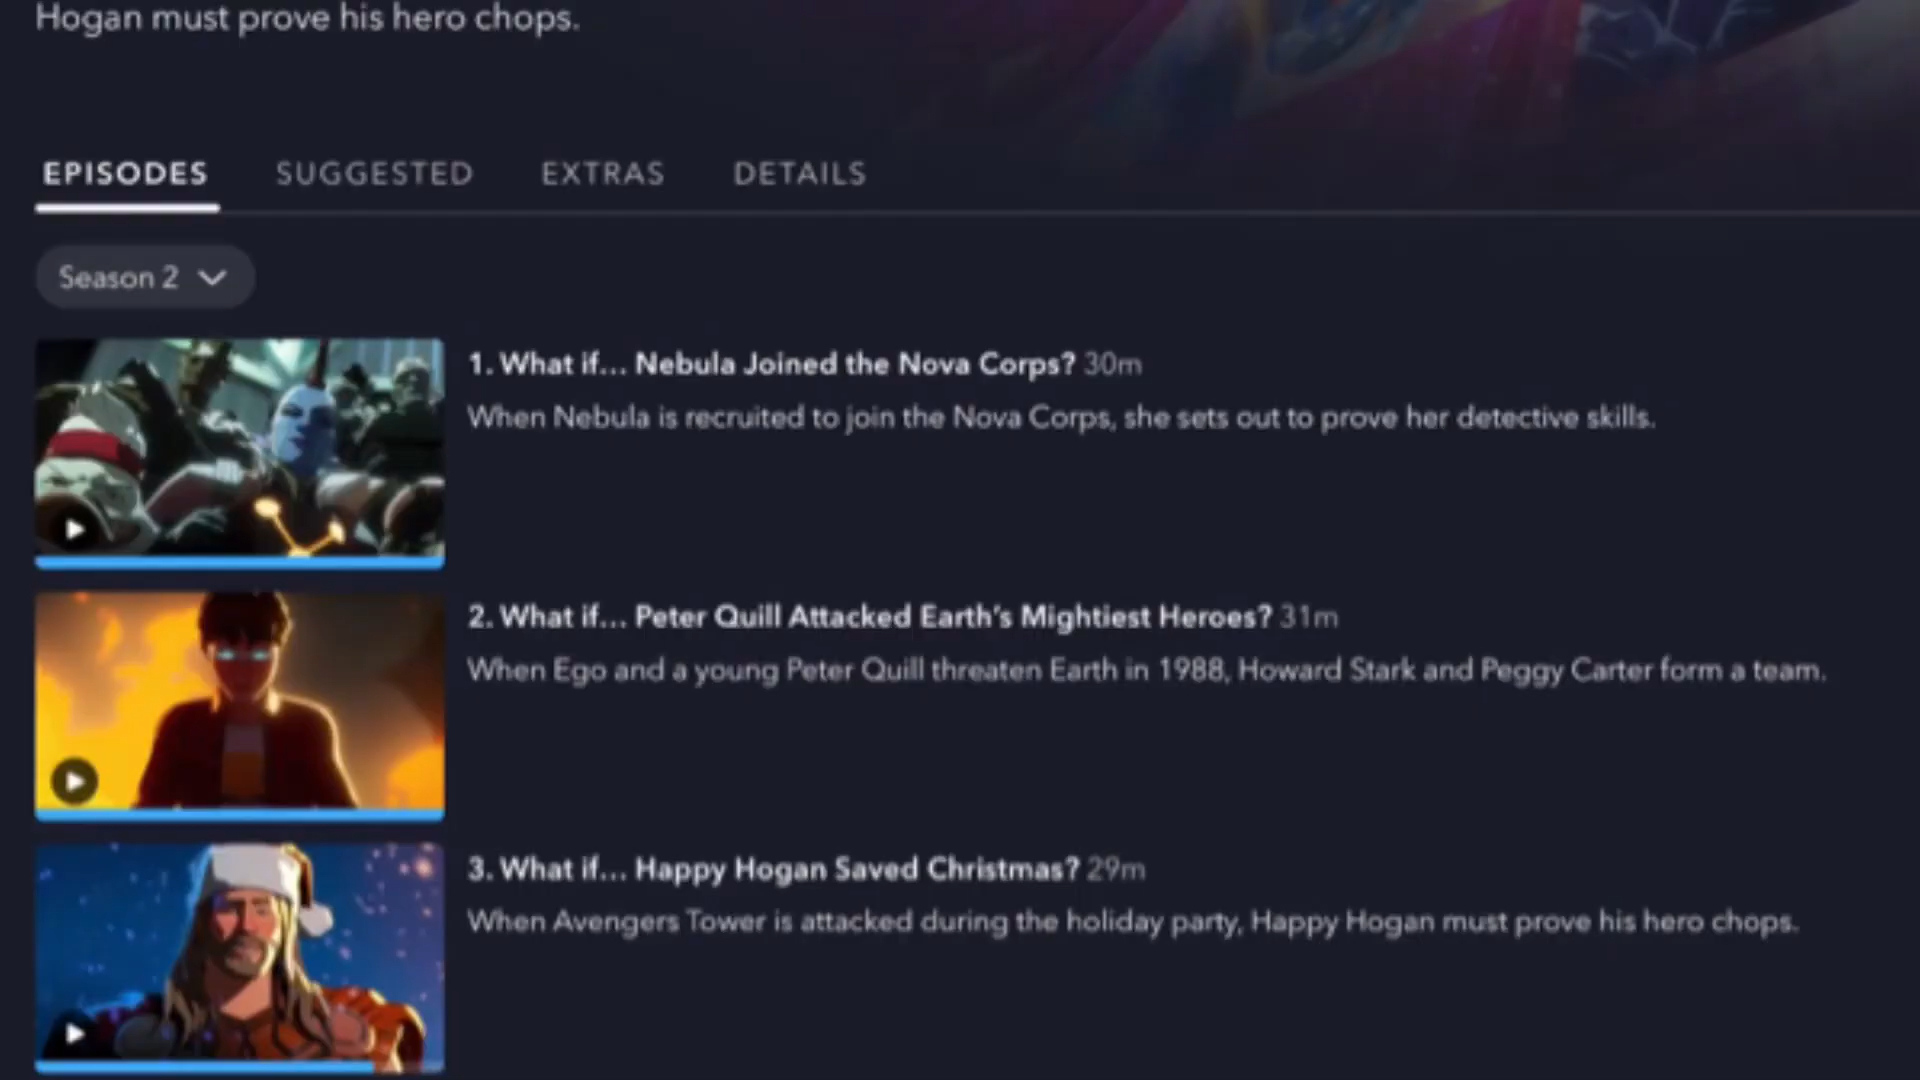 Hogan must prove his hero chops.
EPISODES SUGGESTED EXTRAS DETAILS
Season 2
1. What if... Nebula Joined the Nova Corps? 30m
When Nebula is recruited to join the Nova Corps, she sets out to prove her detective skills.
2. What if... Peter Quill Attacked Earth's Mightiest Heroes? 31m
When Ego and a young Peter Quill threaten Earth in 1988, Howard Stark and Peggy Carter form a team.
3. What if... Happy Hogan Saved Christmas? 29m
When Avengers Tower is attacked during the holiday party, Happy Hogan must prove his hero chops.